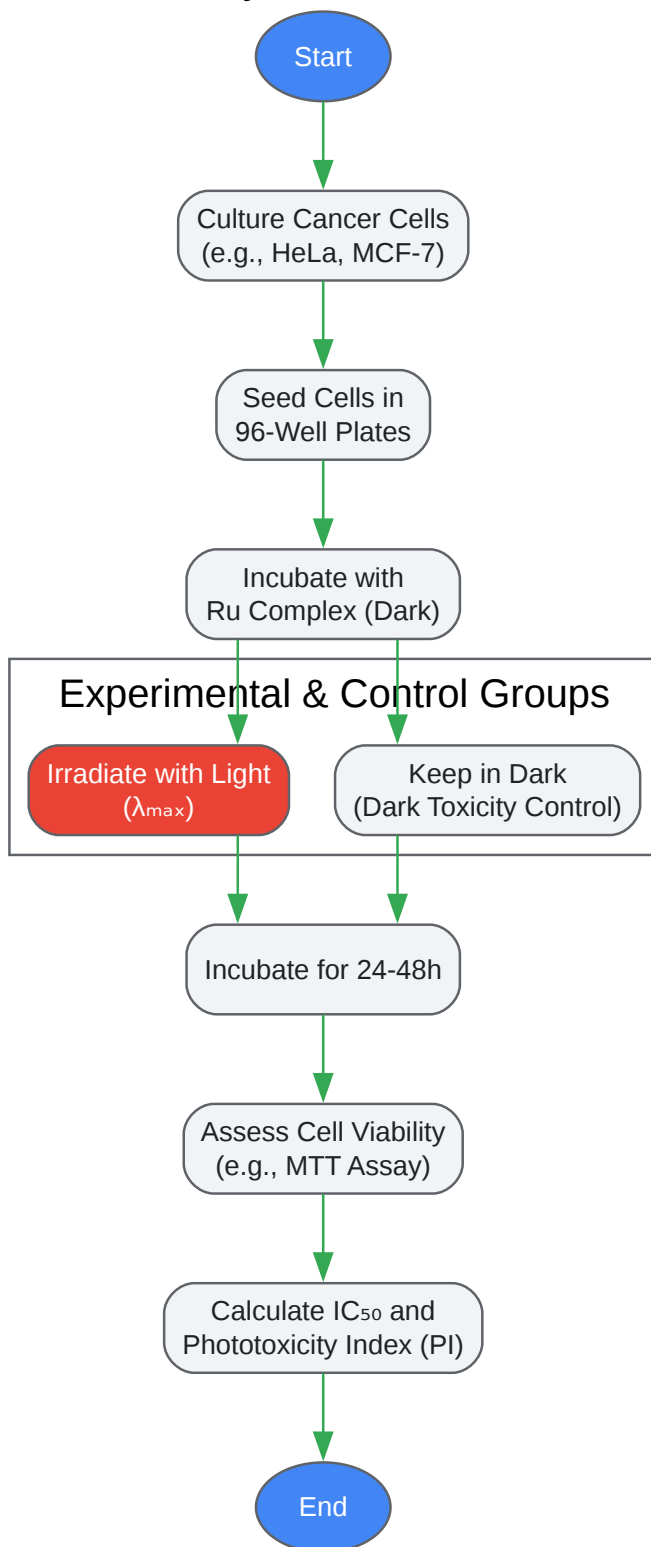 Start
Culture Cancer Cells
(e.g., HeLa, MCF-7)
Seed Cells in
96-Well Plates
Incubate with
Ru Complex (Dark)
Experimental & Control Groups
Irradiate with Light
(λₘₐₓ)
Keep in Dark
(Dark Toxicity Control)
Incubate for 24-48h
Assess Cell Viability
(e.g., MTT Assay)
Calculate IC₅₀ and
Phototoxicity Index (PI)
End